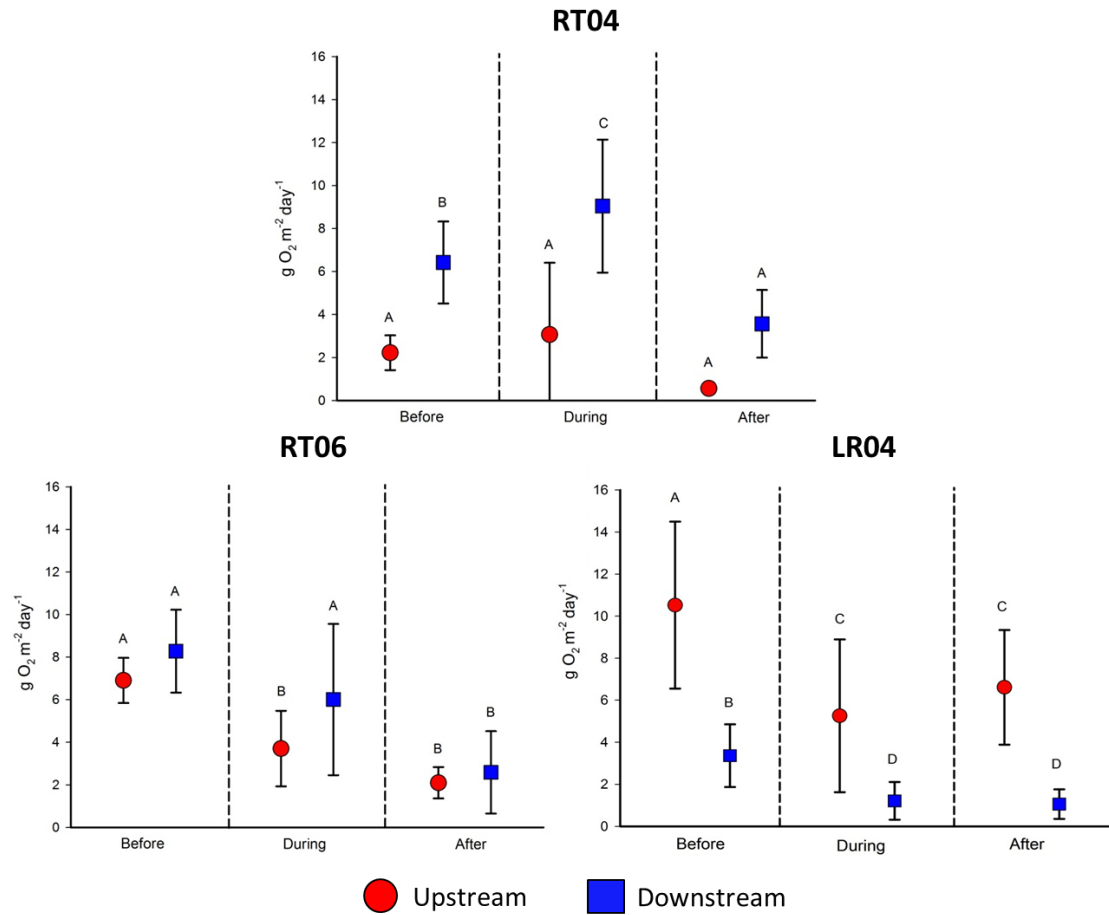 RT04
16
14
12
10
8
6
4
2
0
g O₂ m⁻² day⁻¹
A
B
A
C
A
A
Before
During
After
RT06
16
14
12
10
8
6
4
2
0
g O₂ m⁻² day⁻¹
A
A
B
A
B
B
Before
During
After
LR04
16
14
12
10
8
6
4
2
0
g O₂ m⁻² day⁻¹
A
B
C
D
C
D
Before
During
After
Upstream
Downstream